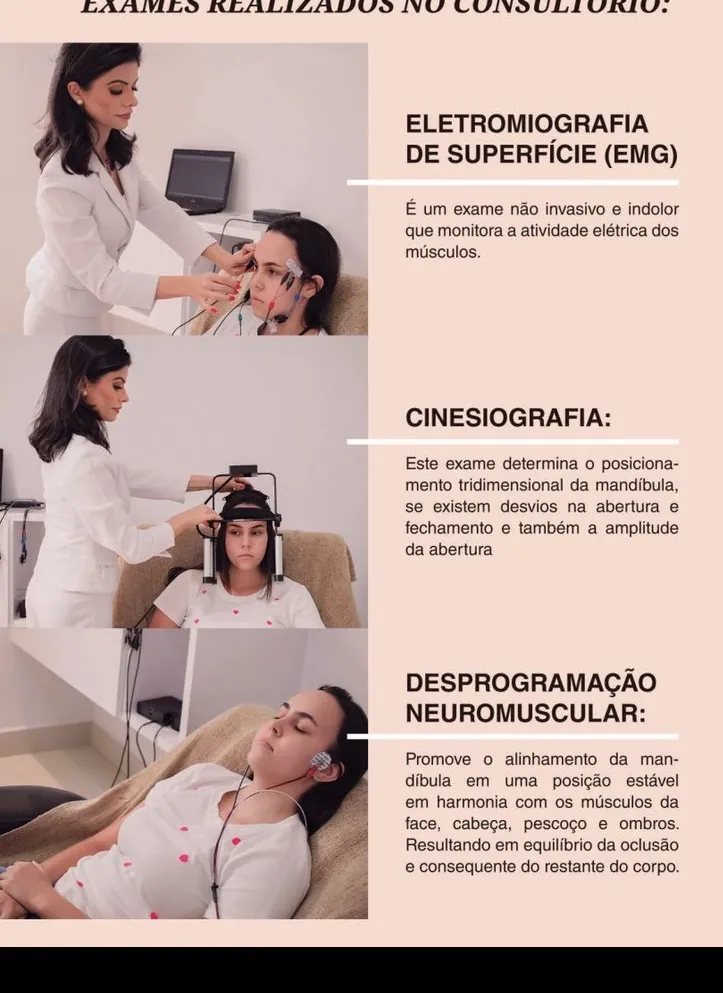 EXAMES REALIZADOS NO CONSULTÓRIO:
ELETROMIOGRAFIA
DE SUPERFÍCIE (EMG)
É um exame não invasivo e indolor
que monitora a atividade elétrica dos
músculos.
CINESIOGRAFIA:
Este exame determina o posiciona-
mento tridimensional da mandíbula,
se existem desvios na abertura e
fechamento e também a amplitude
da abertura
DESPROGRAMAÇÃO
NEUROMUSCULAR:
Promove o alinhamento da man-
díbula em uma posição estável
em harmonia com os músculos da
face, cabeça, pescoço e ombros.
Resultando em equilíbrio da oclusão
e consequente do restante do corpo.